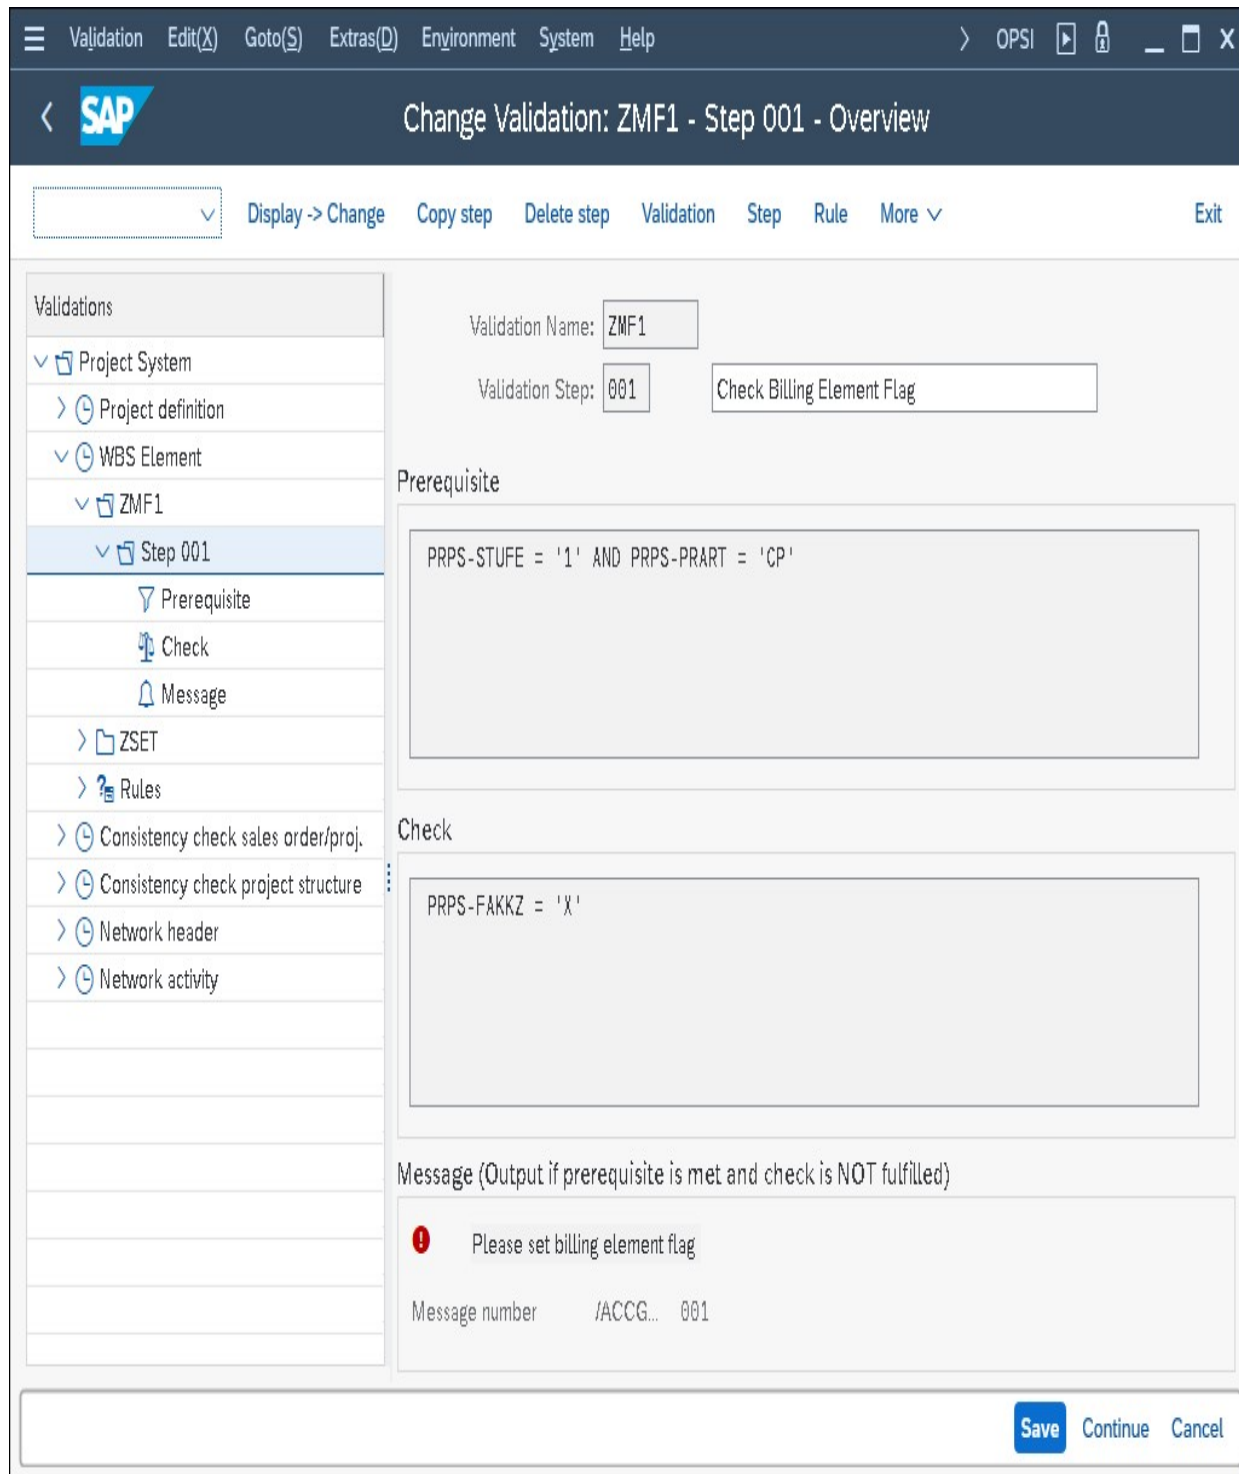 Validation Edit(X) Goto(S) Extras(D) Environment System Help OPSI
SAP Change Validation: ZMF1 - Step 001 - Overview
Display -> Change Copy step Delete step Validation Step Rule More Exit
Validations
Project System
Project definition
WBS Element
ZMF1
Step 001
Prerequisite
Check
Message
ZSET
Rules
Consistency check sales order/proj.
Consistency check project structure
Network header
Network activity
Validation Name: ZMF1
Validation Step: 001 Check Billing Element Flag
Prerequisite
PRPS-STUFE = '1' AND PRPS-PRART = 'CP'
Check
PRPS-FAKKZ = 'X'
Message (Output if prerequisite is met and check is NOT fulfilled)
Please set billing element flag
Message number /ACCG... 001
Save Continue Cancel